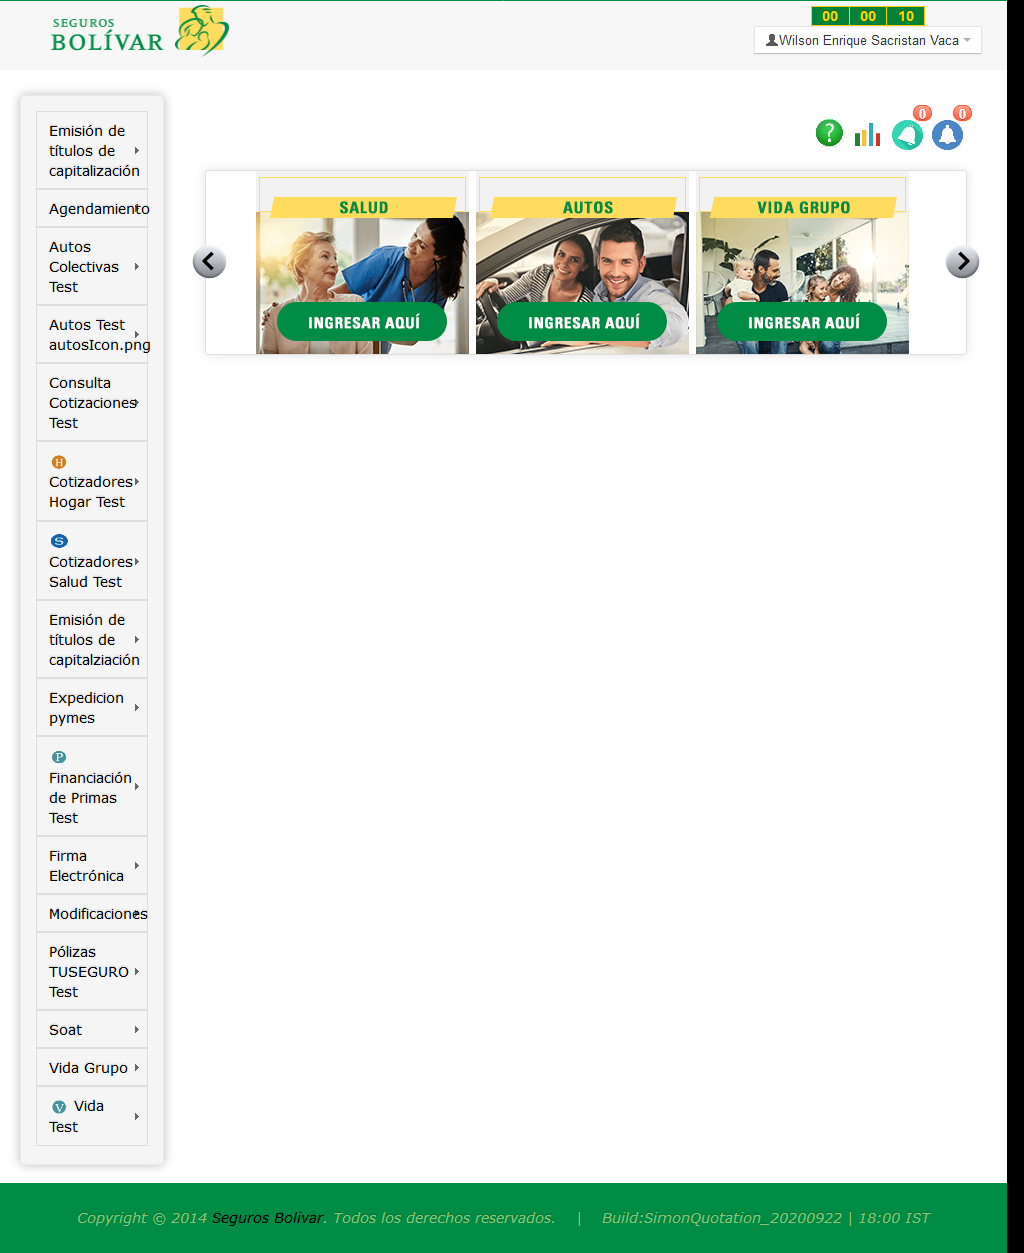 SEGUROS
BOLÍVAR
00 00 10
Wilson Enrique Sacristan Vaca
Emisión de
títulos de
capitalización
Agendamiento
Autos
Colectivas
Test
Autos Test
autosIcon.png
Consulta
Cotizaciones
Test
H
Cotizadores
Hogar Test
S
Cotizadores
Salud Test
Emisión de
títulos de
capitalziación
Expedicion
pymes
P
Financiación
de Primas
Test
Firma
Electrónica
Modificaciones
Pólizas
TUSEGURO
Test
Soat
Vida Grupo
V Vida
Test
?
0
0
SALUD
INGRESAR AQUÍ
AUTOS
INGRESAR AQUÍ
VIDA GRUPO
INGRESAR AQUÍ
Copyright © 2014 Seguros Bolivar. Todos los derechos reservados. | Build:SimonQuotation_20200922 | 18:00 IST